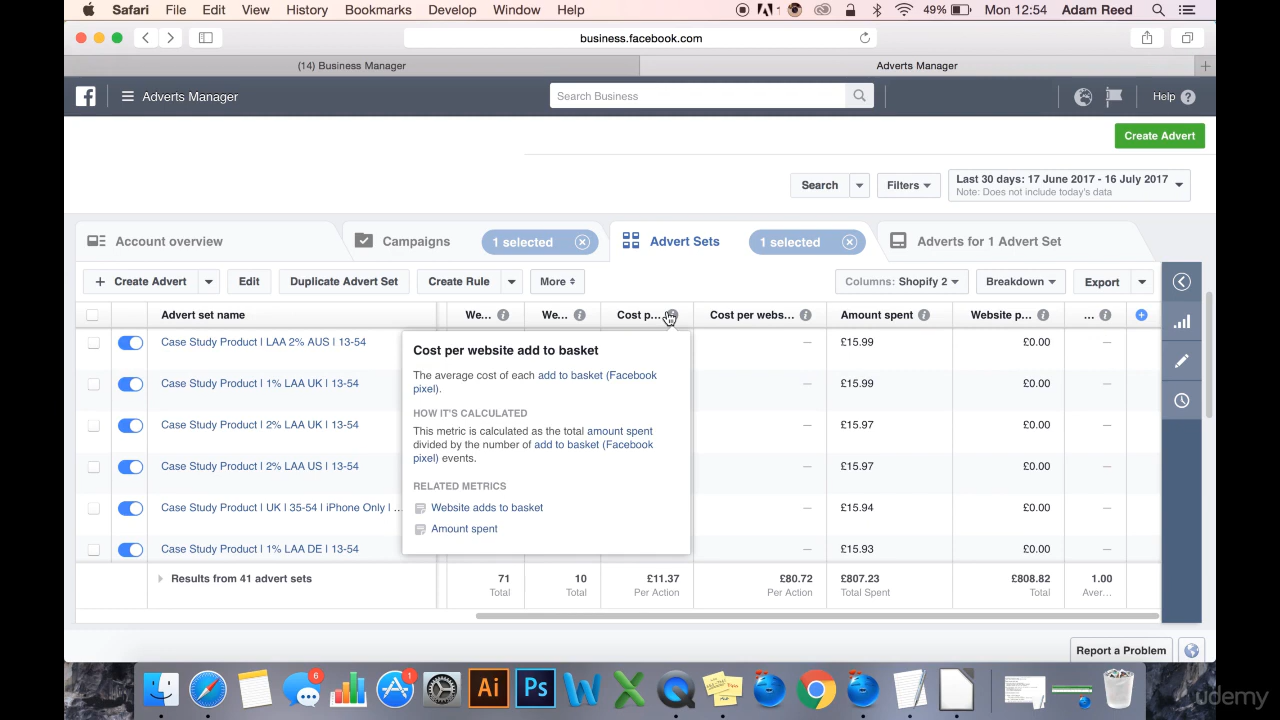 Safari File Edit View History Bookmarks Develop Window Help 1 49% Mon 12:54 Adam Reed
business.facebook.com
(14) Business Manager Adverts Manager +
f Adverts Manager Search Business Help ?
Create Advert
Search Filters Last 30 days: 17 June 2017 - 16 July 2017
Note: Does not include today's data
Account overview Campaigns 1 selected Advert Sets 1 selected Adverts for 1 Advert Set
+ Create Advert Edit Duplicate Advert Set Create Rule More Columns: Shopify 2 Breakdown Export
Advert set name We... We... Cost p... Cost per webs... Amount spent Website p... ...
Case Study Product | LAA 2% AUS | 13-54 — £15.99 £0.00
Case Study Product | 1% LAA UK | 13-54 — £15.99 £0.00
Case Study Product | 2% LAA UK | 13-54 — £15.97 £0.00
Case Study Product | 2% LAA US | 13-54 — £15.97 £0.00
Case Study Product | UK | 35-54 | iPhone Only | ... — £15.94 £0.00
Case Study Product | 1% LAA DE | 13-54 — £15.93 £0.00
Cost per website add to basket
The average cost of each add to basket (Facebook
pixel).
HOW IT'S CALCULATED
This metric is calculated as the total amount spent
divided by the number of add to basket (Facebook
pixel) events.
RELATED METRICS
Website adds to basket
Amount spent
Results from 41 advert sets 71 10 £11.37 £80.72 £807.23 £808.82 1.00
Total Total Per Action Per Action Total Spent Total Aver...
Report a Problem
6 1 Ai Ps
udemy